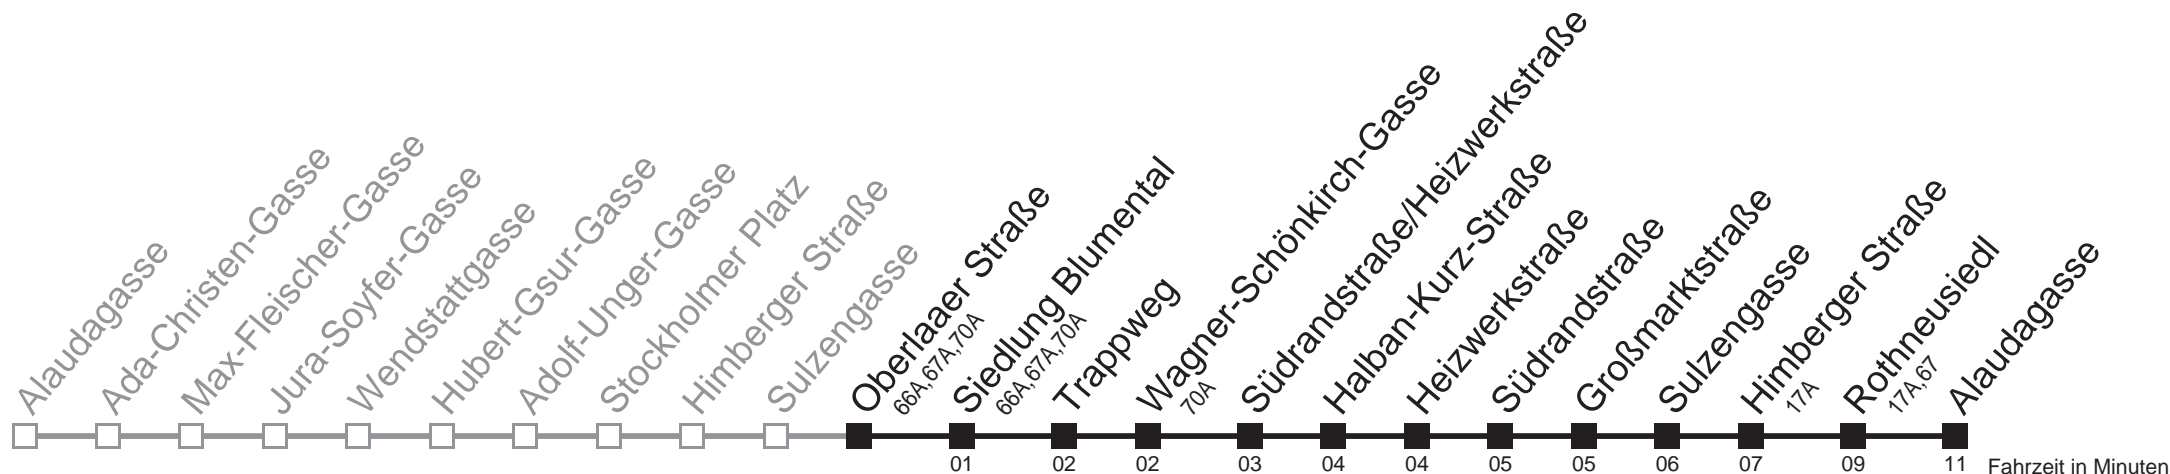 Alaudagasse
Ada-Christen-Gasse
Max-Fleischer-Gasse
Jura-Soyfer-Gasse
Wendstattgasse
Hubert-Gsur-Gasse
Adolf-Unger-Gasse
Stockholmer Platz
Himberger Straße
Sulzengasse
Oberlaaer Straße
66A,67A,70A
Siedlung Blumental
66A,67A,70A
Trappweg
Wagner-Schönkirch-Gasse
70A
Südrandstraße/Heizwerkstraße
Halban-Kurz-Straße
Heizwerkstraße
Südrandstraße
Großmarktstraße
Sulzengasse
Himberger Straße
17A
Rothneusiedl
17A,67
Alaudagasse
01 02 02 03 04 04 05 05 06 07 09 11 Fahrzeit in Minuten